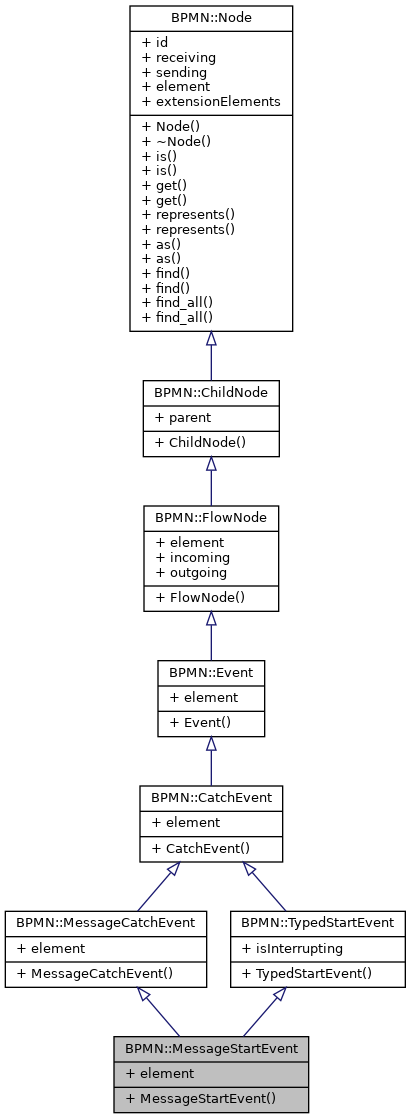 BPMN::Node
+ id
+ receiving
+ sending
+ element
+ extensionElements
+ Node()
+ ~Node()
+ is()
+ is()
+ get()
+ get()
+ represents()
+ represents()
+ as()
+ as()
+ find()
+ find()
+ find_all()
+ find_all()
BPMN::ChildNode
+ parent
+ ChildNode()
BPMN::FlowNode
+ element
+ incoming
+ outgoing
+ FlowNode()
BPMN::Event
+ element
+ Event()
BPMN::CatchEvent
+ element
+ CatchEvent()
BPMN::MessageCatchEvent
+ element
+ MessageCatchEvent()
BPMN::TypedStartEvent
+ isInterrupting
+ TypedStartEvent()
BPMN::MessageStartEvent
+ element
+ MessageStartEvent()